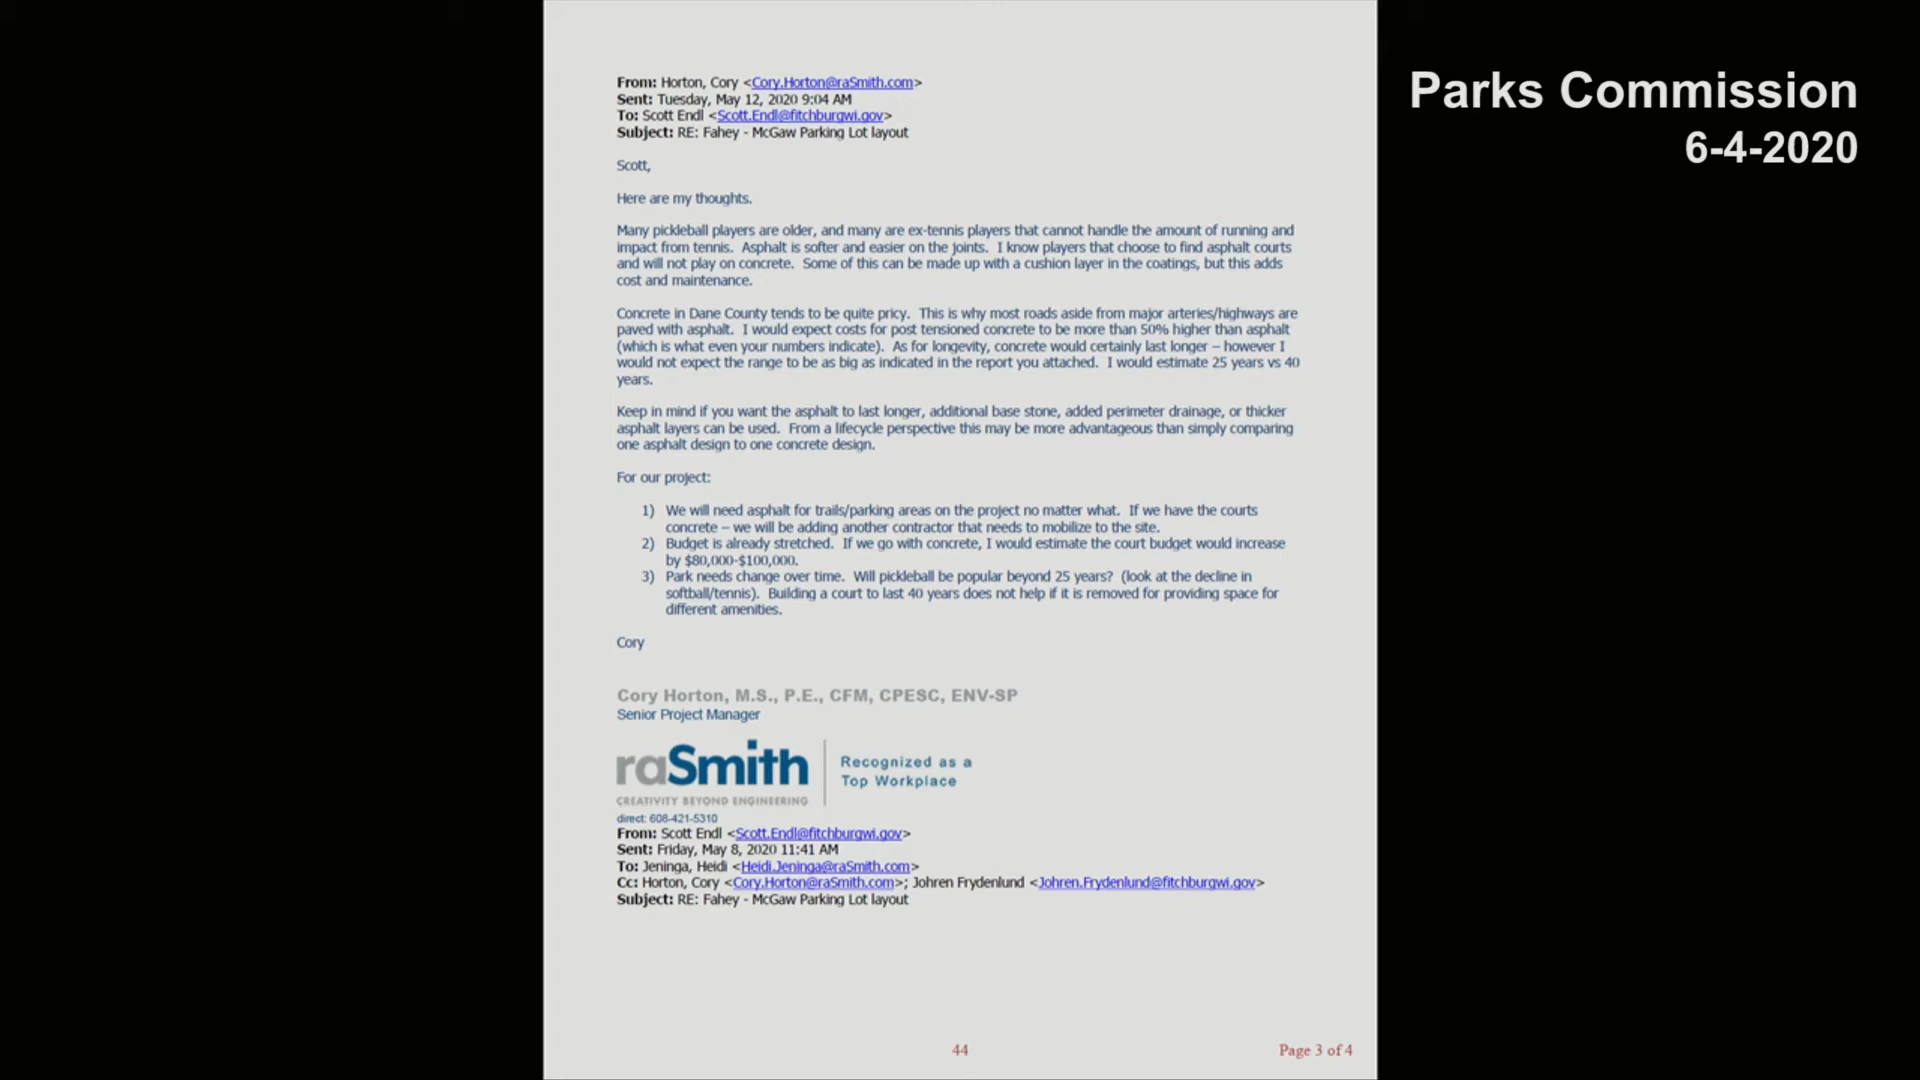 From: Horton, Cory <Cory.Horton@raSmith.com>
Sent: Tuesday, May 12, 2020 9:04 AM
To: Scott Endl <Scott.Endl@fitchburgwi.gov>
Subject: RE: Fahey - McGaw Parking Lot layout
Scott,
Here are my thoughts.
Many pickleball players are older, and many are ex-tennis players that cannot handle the amount of running and
impact from tennis. Asphalt is softer and easier on the joints. I know players that choose to find asphalt courts
and will not play on concrete. Some of this can be made up with a cushion layer in the coatings, but this adds
cost and maintenance.
Concrete in Dane County tends to be quite pricy. This is why most roads aside from major arteries/highways are
paved with asphalt. I would expect costs for post tensioned concrete to be more than 50% higher than asphalt
(which is what even your numbers indicate). As for longevity, concrete would certainly last longer – however I
would not expect the range to be as big as indicated in the report you attached. I would estimate 25 years vs 40
years.
Keep in mind if you want the asphalt to last longer, additional base stone, added perimeter drainage, or thicker
asphalt layers can be used. From a lifecycle perspective this may be more advantageous than simply comparing
one asphalt design to one concrete design.
For our project:
1) We will need asphalt for trails/parking areas on the project no matter what. If we have the courts
concrete – we will be adding another contractor that needs to mobilize to the site.
2) Budget is already stretched. If we go with concrete, I would estimate the court budget would increase
by $80,000-$100,000.
3) Park needs change over time. Will pickleball be popular beyond 25 years? (look at the decline in
softball/tennis). Building a court to last 40 years does not help if it is removed for providing space for
different amenities.
Cory
Cory Horton, M.S., P.E., CFM, CPESC, ENV-SP
Senior Project Manager
raSmith
CREATIVITY BEYOND ENGINEERING
Recognized as a
Top Workplace
direct: 608-421-5310
From: Scott Endl <Scott.Endl@fitchburgwi.gov>
Sent: Friday, May 8, 2020 11:41 AM
To: Jeninga, Heidi <Heidi.Jeninga@raSmith.com>
Cc: Horton, Cory <Cory.Horton@raSmith.com>; Johren Frydenlund <Johren.Frydenlund@fitchburgwi.gov>
Subject: RE: Fahey - McGaw Parking Lot layout
44
Page 3 of 4
Parks Commission
6-4-2020